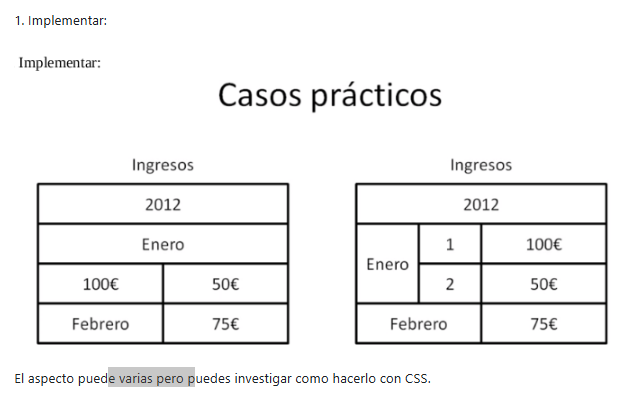 1. Implementar:
Implementar:
Casos prácticos
Ingresos
2012
Enero
100€ 50€
Febrero 75€
Ingresos
2012
Enero 1 100€
2 50€
Febrero 75€
El aspecto puede varias pero puedes investigar como hacerlo con CSS.